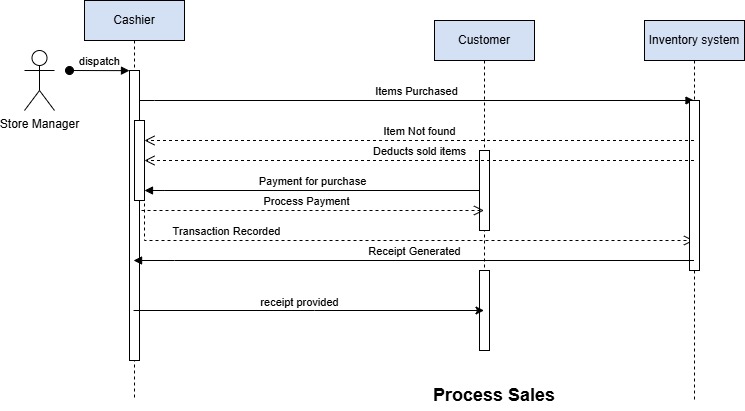 Cashier
Customer
Inventory system
dispatch
Store Manager
Items Purchased
Item Not found
Deducts sold items
Payment for purchase
Process Payment
Transaction Recorded
Receipt Generated
receipt provided
Process Sales